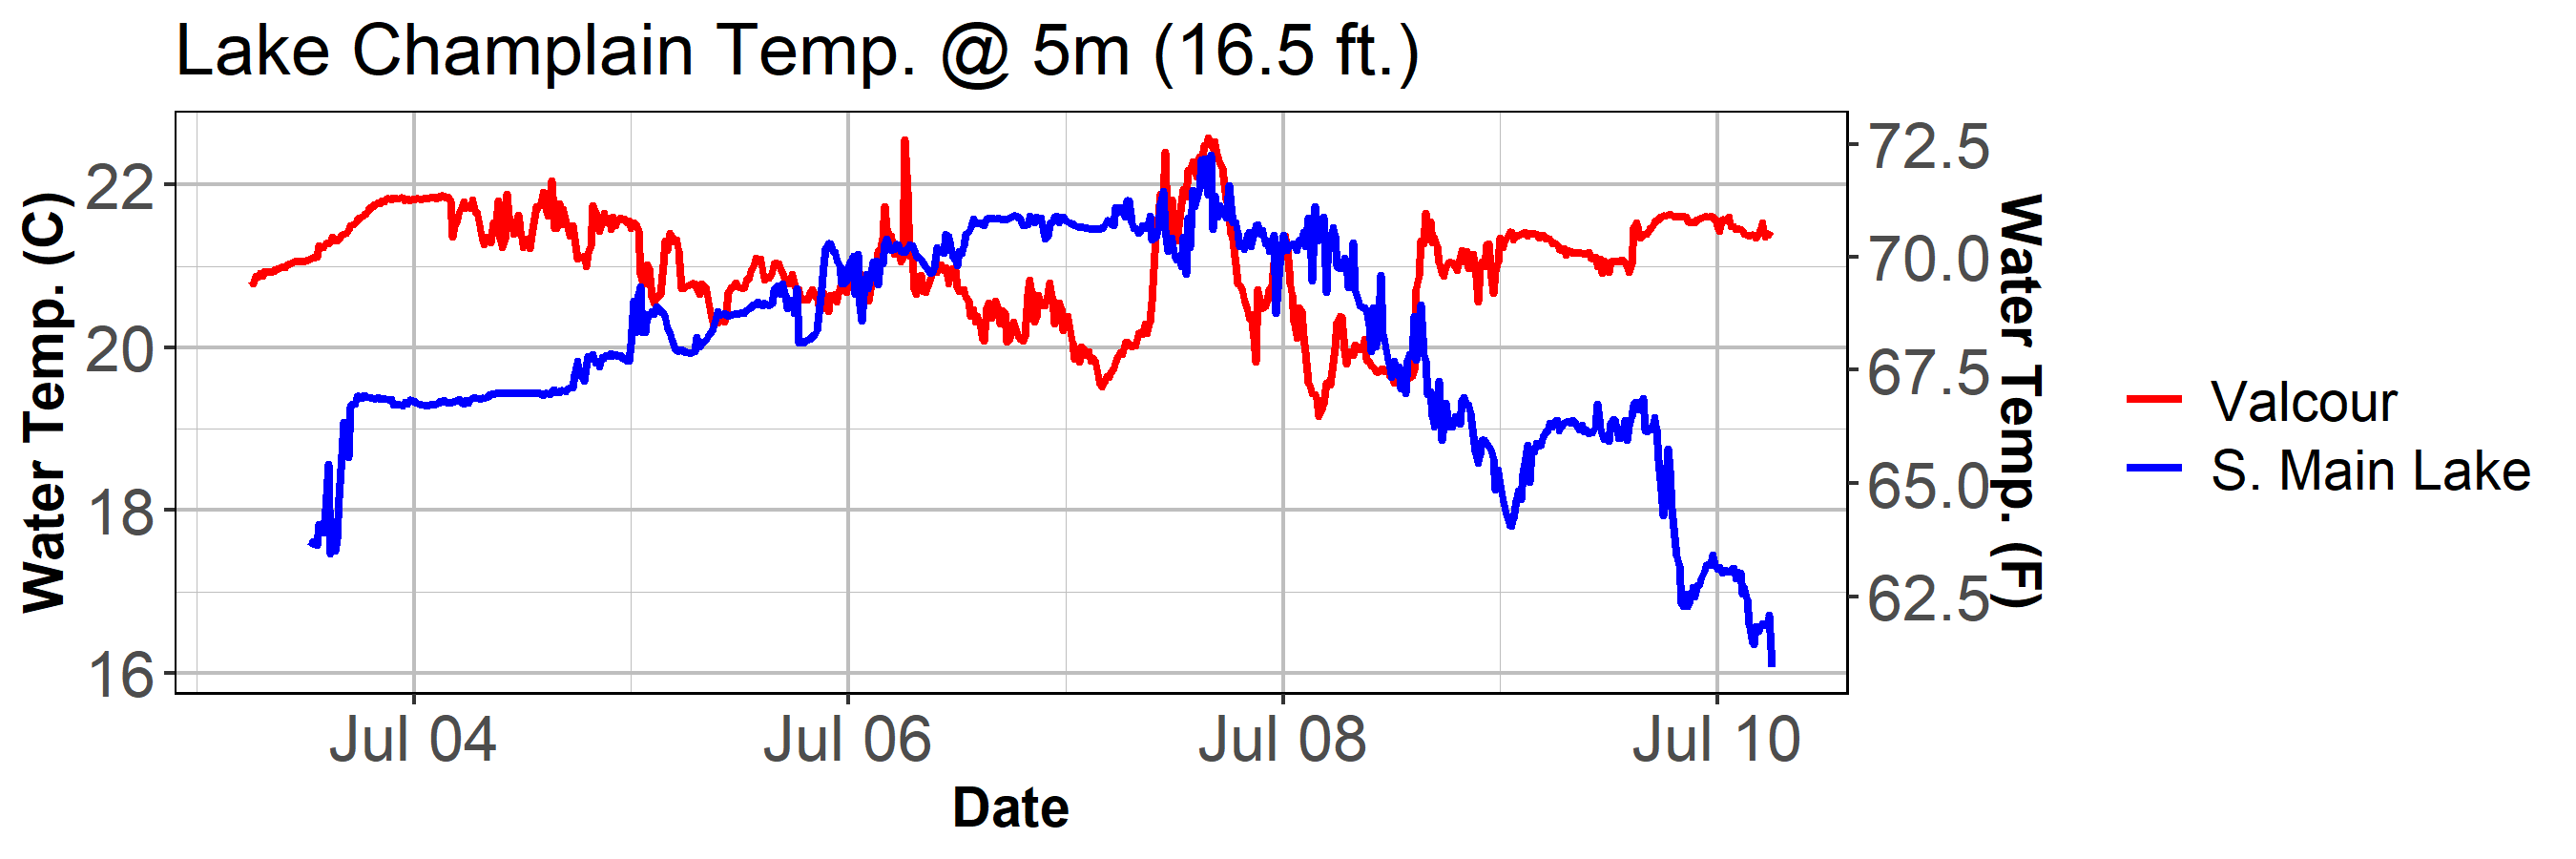 Lake Champlain Temp. @ 5m (16.5 ft.)
Water Temp. (C)
22
20
18
16
72.5
70.0
67.5
65.0
62.5
Water Temp. (F)
Jul 04
Jul 06
Jul 08
Jul 10
Date
Valcour
S. Main Lake